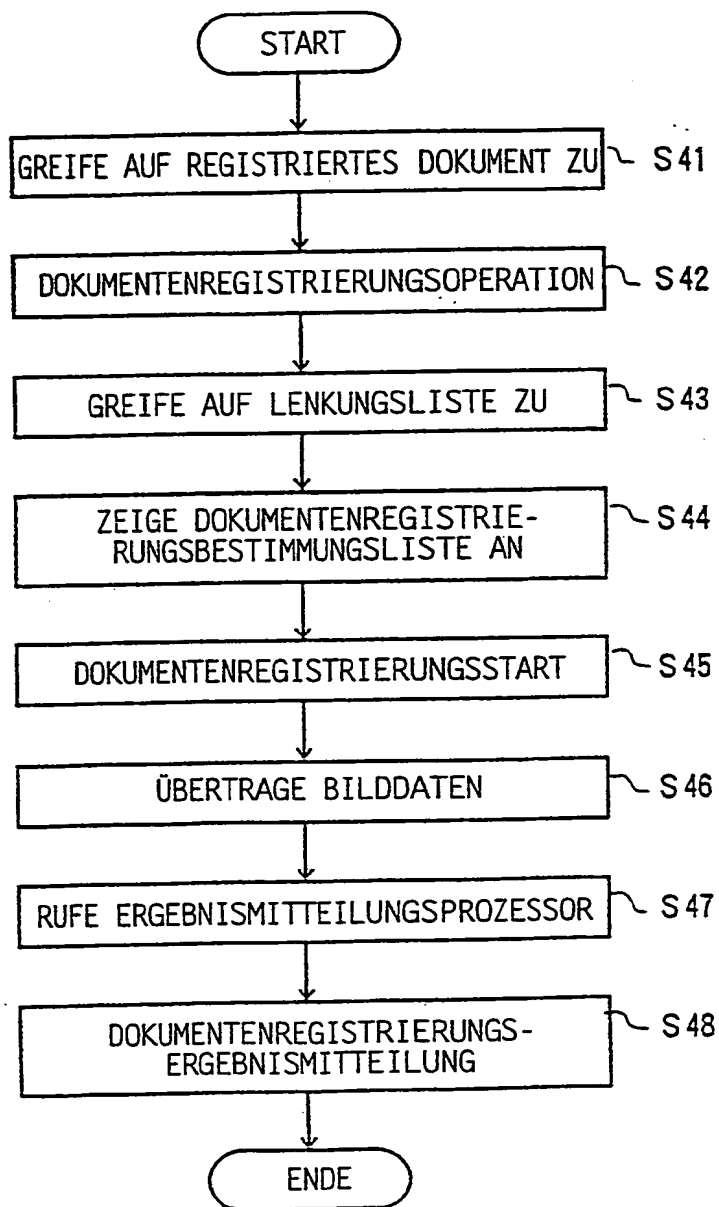 START
GREIFE AUF REGISTRIERTES DOKUMENT ZU S41
DOKUMENTENREGISTRIERUNGSOPERATION S42
GREIFE AUF LENKUNGSLISTE ZU S43
ZEIGE DOKUMENTENREGISTRIE- S44
RUNGSBESTIMMUNGSLISTE AN
DOKUMENTENREGISTRIERUNGSSTART S45
ÜBERTRAGE BILDDATEN S46
RUFE ERGEBNISMITTEILUNGSPROZESSOR S47
DOKUMENTENREGISTRIERUNGS- S48
ERGEBNISMITTEILUNG
ENDE